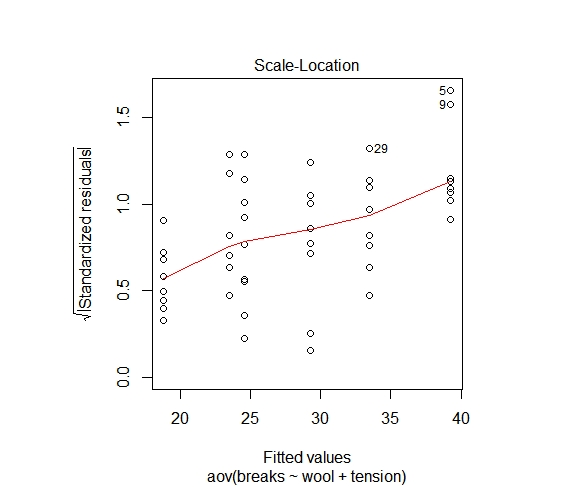 Scale-Location
√|Standardized residuals|
1.5
1.0
0.5
0.0
5
9
29
20 25 30 35 40
Fitted values
aov(breaks ~ wool + tension)